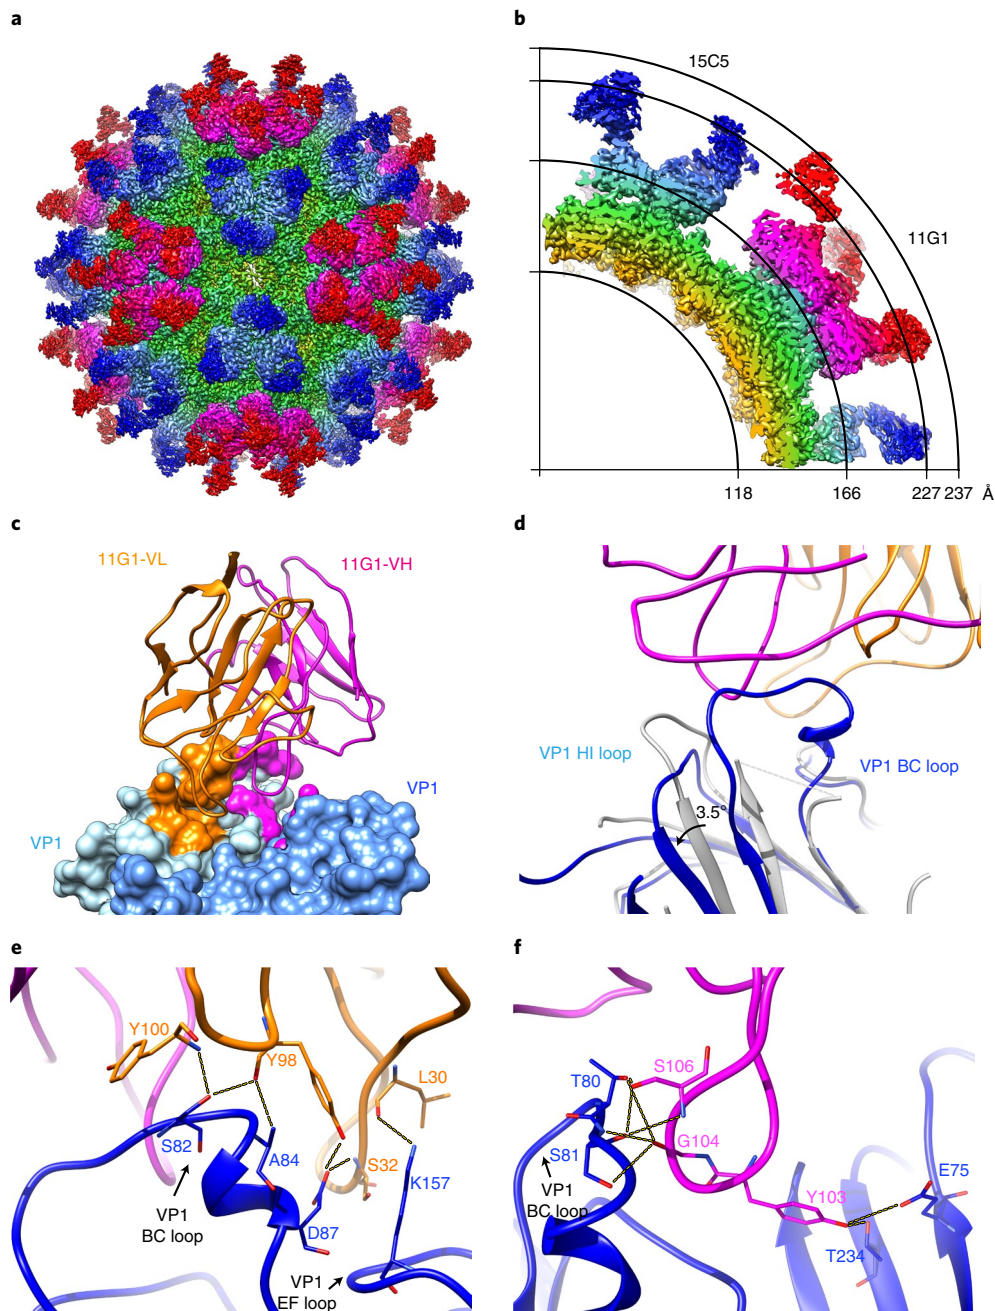 a
b
15C5
11G1
118 166 227 237 Å
c
11G1-VL
11G1-VH
VP1
VP1
d
VP1 HI loop
VP1 BC loop
3.5°
e
Y100
Y98
L30
S82
A84
S32
K157
VP1
BC loop
D87
VP1
EF loop
f
S106
T80
G104
S81
E75
VP1
BC loop
Y103
T234